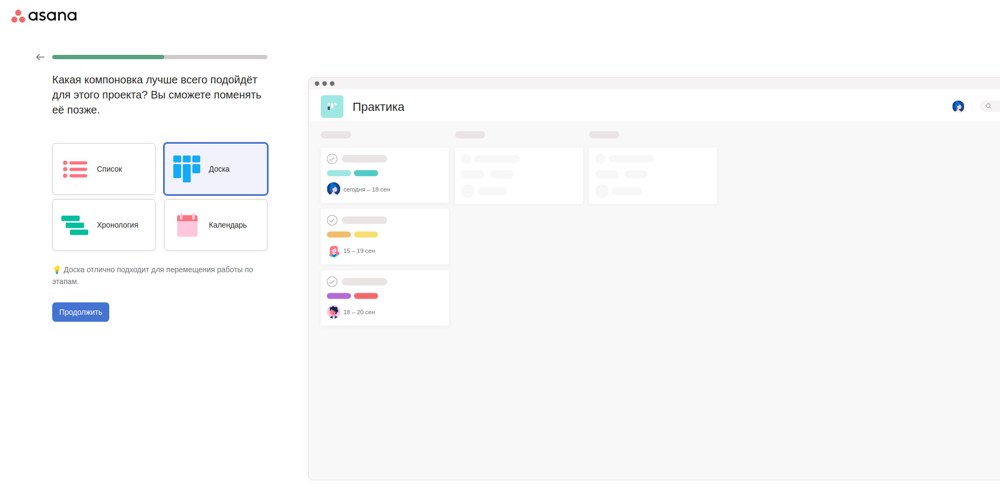 asana
Какая компоновка лучше всего подойдёт
для этого проекта? Вы сможете поменять
её позже.
Список
Доска
Хронология
Календарь
💡 Доска отлично подходит для перемещения работы по
этапам.
Продолжить
Практика
сегодня – 18 сен
15 – 19 сен
18 – 20 сен